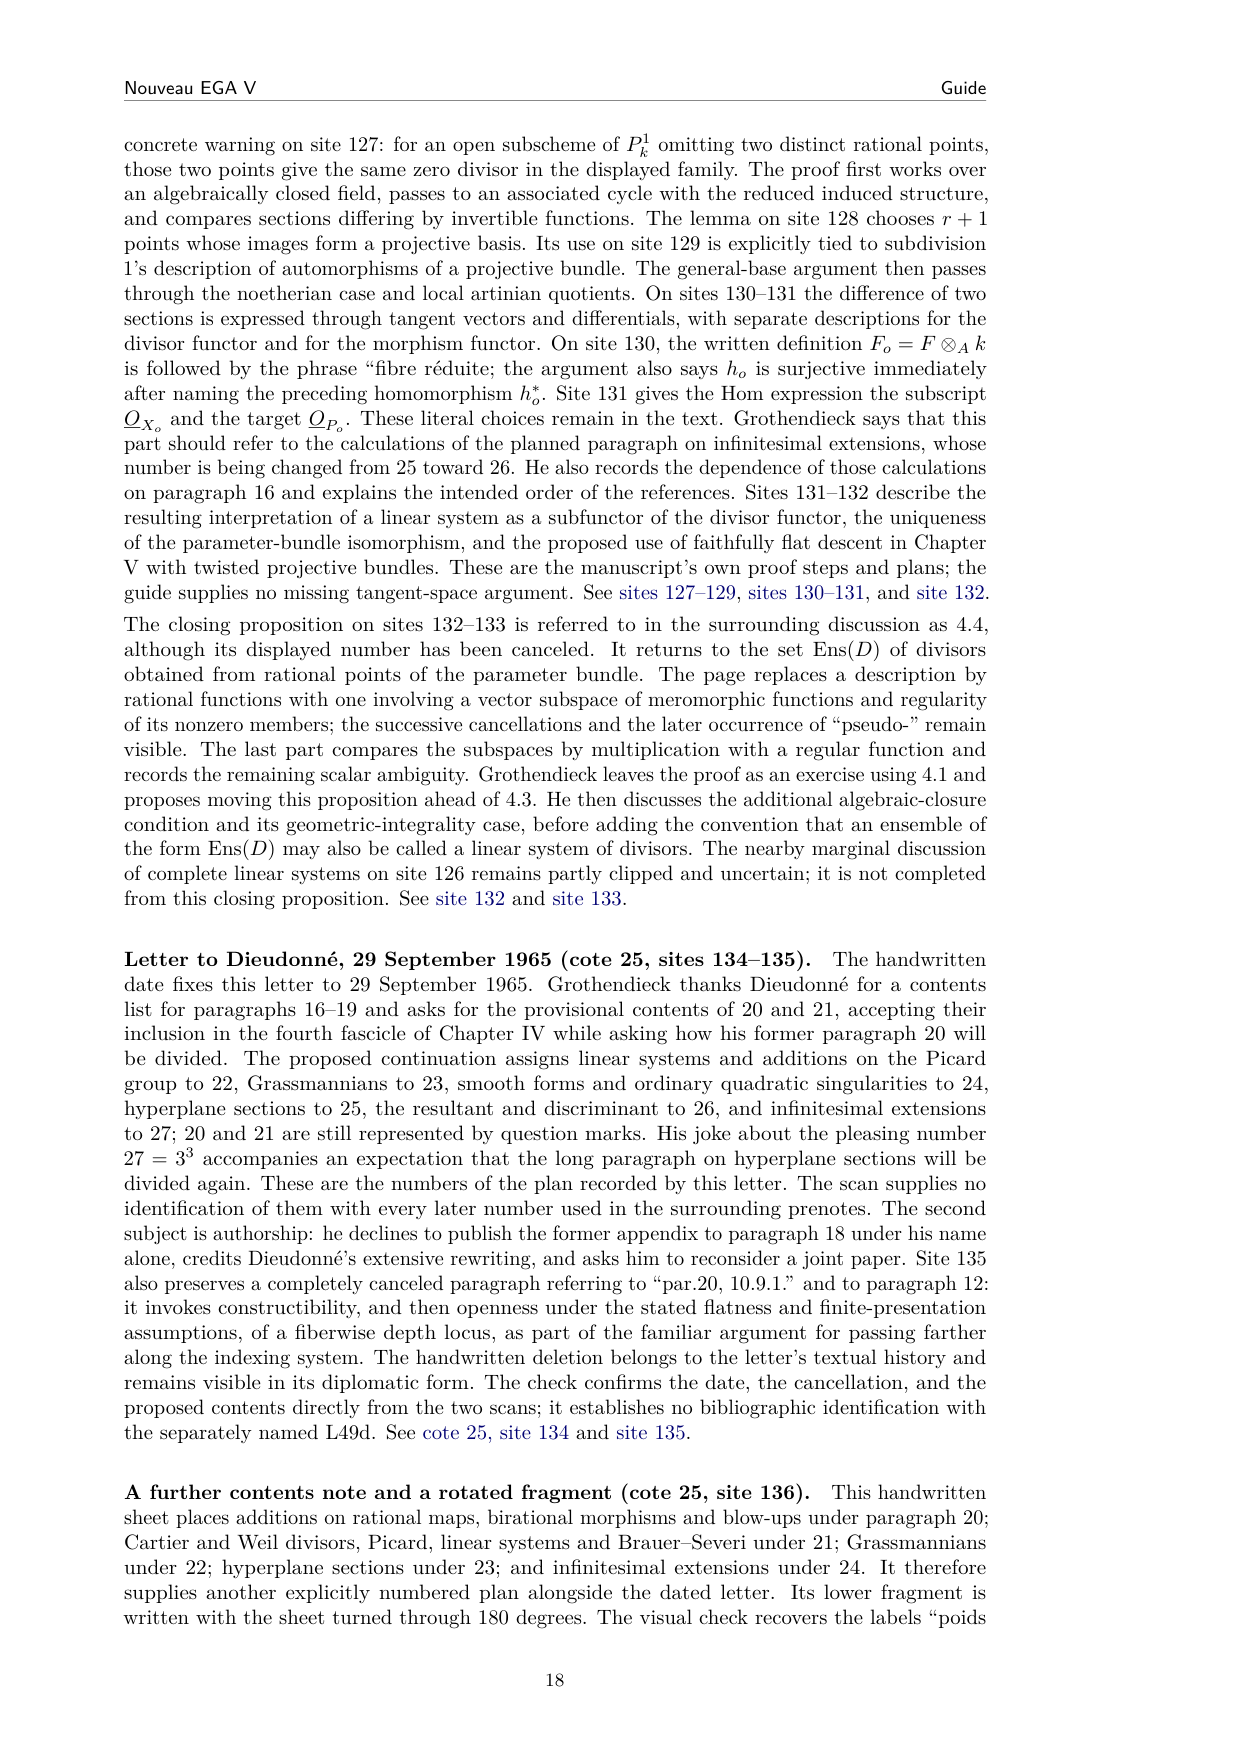 Nouveau EGA V Guide
concrete warning on site 127: for an open subscheme of $P^1_k$ omitting two distinct rational points,
those two points give the same zero divisor in the displayed family. The proof first works over
an algebraically closed field, passes to an associated cycle with the reduced induced structure,
and compares sections differing by invertible functions. The lemma on site 128 chooses $r + 1$
points whose images form a projective basis. Its use on site 129 is explicitly tied to subdivision
1’s description of automorphisms of a projective bundle. The general-base argument then passes
through the noetherian case and local artinian quotients. On sites 130–131 the difference of two
sections is expressed through tangent vectors and differentials, with separate descriptions for the
divisor functor and for the morphism functor. On site 130, the written definition $F_o = F \otimes_A k$
is followed by the phrase “fibre réduite; the argument also says $h_o$ is surjective immediately
after naming the preceding homomorphism $h_o^*$. Site 131 gives the Hom expression the subscript
$\underline{O}_{X_o}$ and the target $\underline{O}_{P_o}$. These literal choices remain in the text. Grothendieck says that this
part should refer to the calculations of the planned paragraph on infinitesimal extensions, whose
number is being changed from 25 toward 26. He also records the dependence of those calculations
on paragraph 16 and explains the intended order of the references. Sites 131–132 describe the
resulting interpretation of a linear system as a subfunctor of the divisor functor, the uniqueness
of the parameter-bundle isomorphism, and the proposed use of faithfully flat descent in Chapter
V with twisted projective bundles. These are the manuscript’s own proof steps and plans; the
guide supplies no missing tangent-space argument. See sites 127–129, sites 130–131, and site 132.
The closing proposition on sites 132–133 is referred to in the surrounding discussion as 4.4,
although its displayed number has been canceled. It returns to the set Ens($D$) of divisors
obtained from rational points of the parameter bundle. The page replaces a description by
rational functions with one involving a vector subspace of meromorphic functions and regularity
of its nonzero members; the successive cancellations and the later occurrence of “pseudo-” remain
visible. The last part compares the subspaces by multiplication with a regular function and
records the remaining scalar ambiguity. Grothendieck leaves the proof as an exercise using 4.1 and
proposes moving this proposition ahead of 4.3. He then discusses the additional algebraic-closure
condition and its geometric-integrality case, before adding the convention that an ensemble of
the form Ens($D$) may also be called a linear system of divisors. The nearby marginal discussion
of complete linear systems on site 126 remains partly clipped and uncertain; it is not completed
from this closing proposition. See site 132 and site 133.
Letter to Dieudonné, 29 September 1965 (cote 25, sites 134–135). The handwritten
date fixes this letter to 29 September 1965. Grothendieck thanks Dieudonné for a contents
list for paragraphs 16–19 and asks for the provisional contents of 20 and 21, accepting their
inclusion in the fourth fascicle of Chapter IV while asking how his former paragraph 20 will
be divided. The proposed continuation assigns linear systems and additions on the Picard
group to 22, Grassmannians to 23, smooth forms and ordinary quadratic singularities to 24,
hyperplane sections to 25, the resultant and discriminant to 26, and infinitesimal extensions
to 27; 20 and 21 are still represented by question marks. His joke about the pleasing number
$27 = 3^3$ accompanies an expectation that the long paragraph on hyperplane sections will be
divided again. These are the numbers of the plan recorded by this letter. The scan supplies no
identification of them with every later number used in the surrounding prenotes. The second
subject is authorship: he declines to publish the former appendix to paragraph 18 under his name
alone, credits Dieudonné’s extensive rewriting, and asks him to reconsider a joint paper. Site 135
also preserves a completely canceled paragraph referring to “par.20, 10.9.1.” and to paragraph 12:
it invokes constructibility, and then openness under the stated flatness and finite-presentation
assumptions, of a fiberwise depth locus, as part of the familiar argument for passing farther
along the indexing system. The handwritten deletion belongs to the letter’s textual history and
remains visible in its diplomatic form. The check confirms the date, the cancellation, and the
proposed contents directly from the two scans; it establishes no bibliographic identification with
the separately named L49d. See cote 25, site 134 and site 135.
A further contents note and a rotated fragment (cote 25, site 136). This handwritten
sheet places additions on rational maps, birational morphisms and blow-ups under paragraph 20;
Cartier and Weil divisors, Picard, linear systems and Brauer–Severi under 21; Grassmannians
under 22; hyperplane sections under 23; and infinitesimal extensions under 24. It therefore
supplies another explicitly numbered plan alongside the dated letter. Its lower fragment is
written with the sheet turned through 180 degrees. The visual check recovers the labels “poids
18